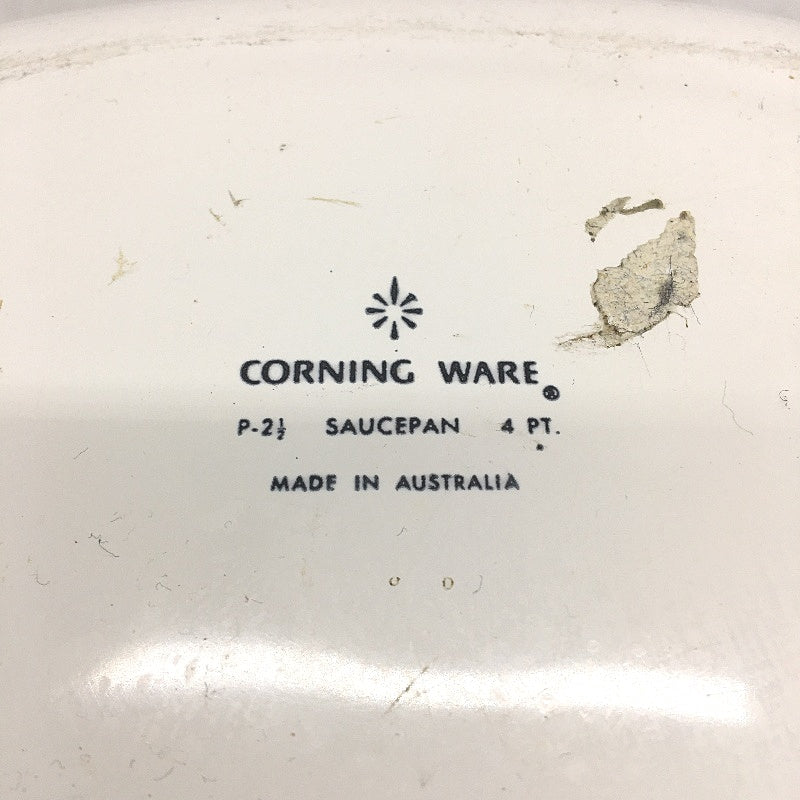 CORNING WARE®
P-2½ SAUCEPAN 4 PT.
MADE IN AUSTRALIA